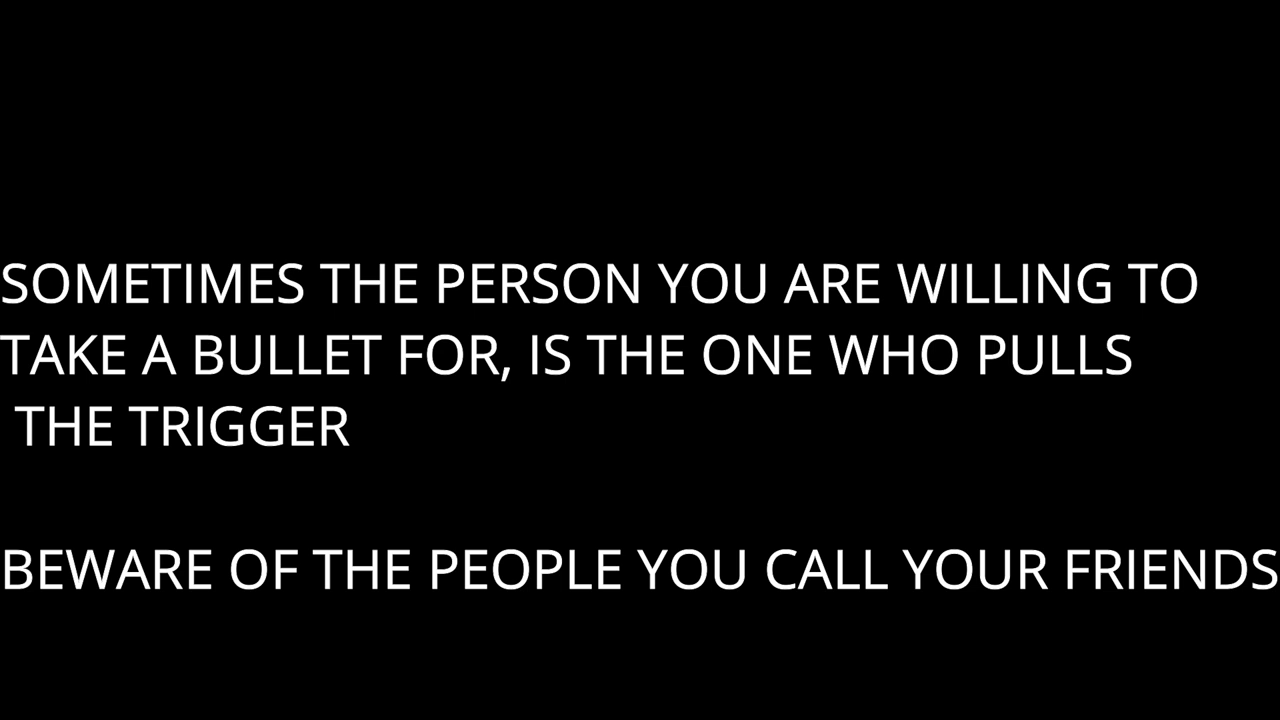 SOMETIMES THE PERSON YOU ARE WILLING TO
TAKE A BULLET FOR, IS THE ONE WHO PULLS
THE TRIGGER
BEWARE OF THE PEOPLE YOU CALL YOUR FRIENDS